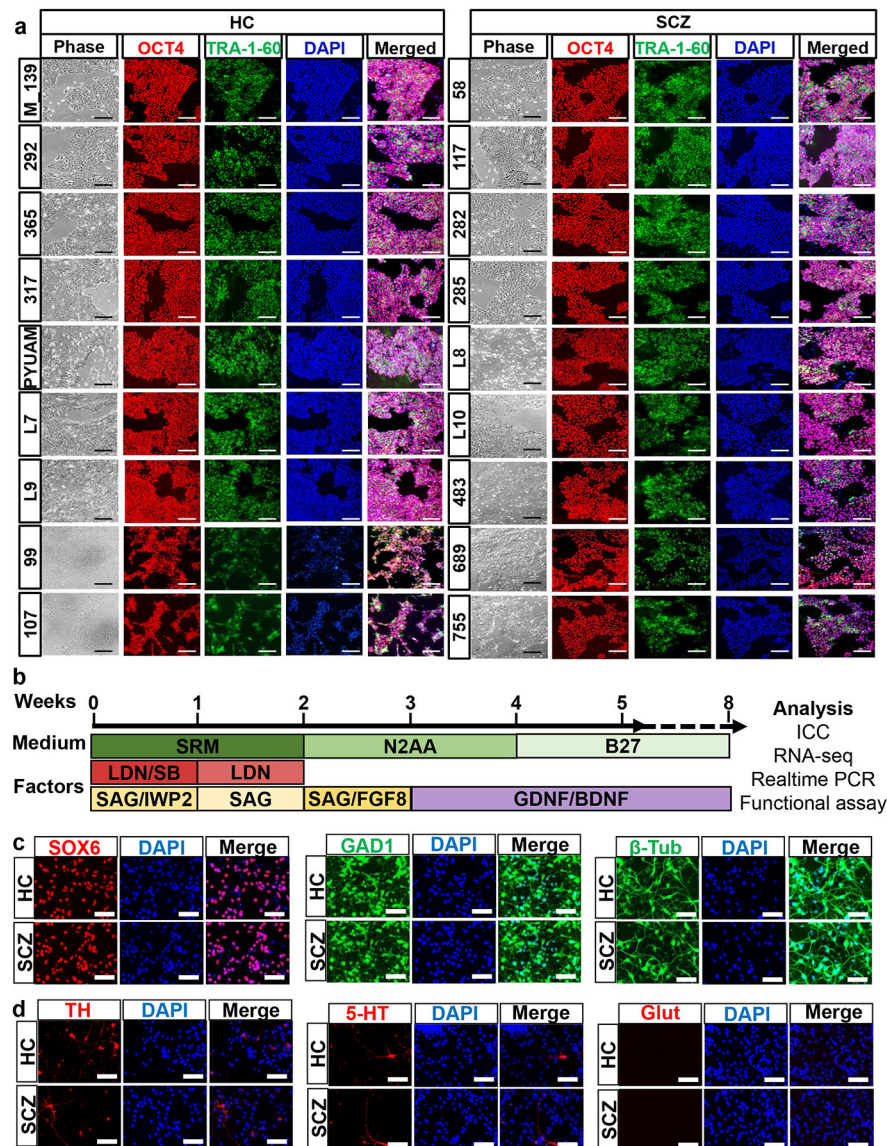 a
HC
SCZ
Phase OCT4 TRA-1-60 DAPI Merged
Phase OCT4 TRA-1-60 DAPI Merged
M 139
58
292
117
365
282
317
285
PYUAM
L8
L7
L10
L9
483
99
689
107
755
b
Weeks 0 1 2 3 4 5 8
Analysis
ICC
RNA-seq
Realtime PCR
Functional assay
Medium SRM N2AA B27
Factors
LDN/SB LDN
SAG/IWP2 SAG SAG/FGF8 GDNF/BDNF
c
SOX6 DAPI Merge
GAD1 DAPI Merge
β-Tub DAPI Merge
HC
HC
HC
SCZ
SCZ
SCZ
d
TH DAPI Merge
5-HT DAPI Merge
Glut DAPI Merge
HC
HC
HC
SCZ
SCZ
SCZ